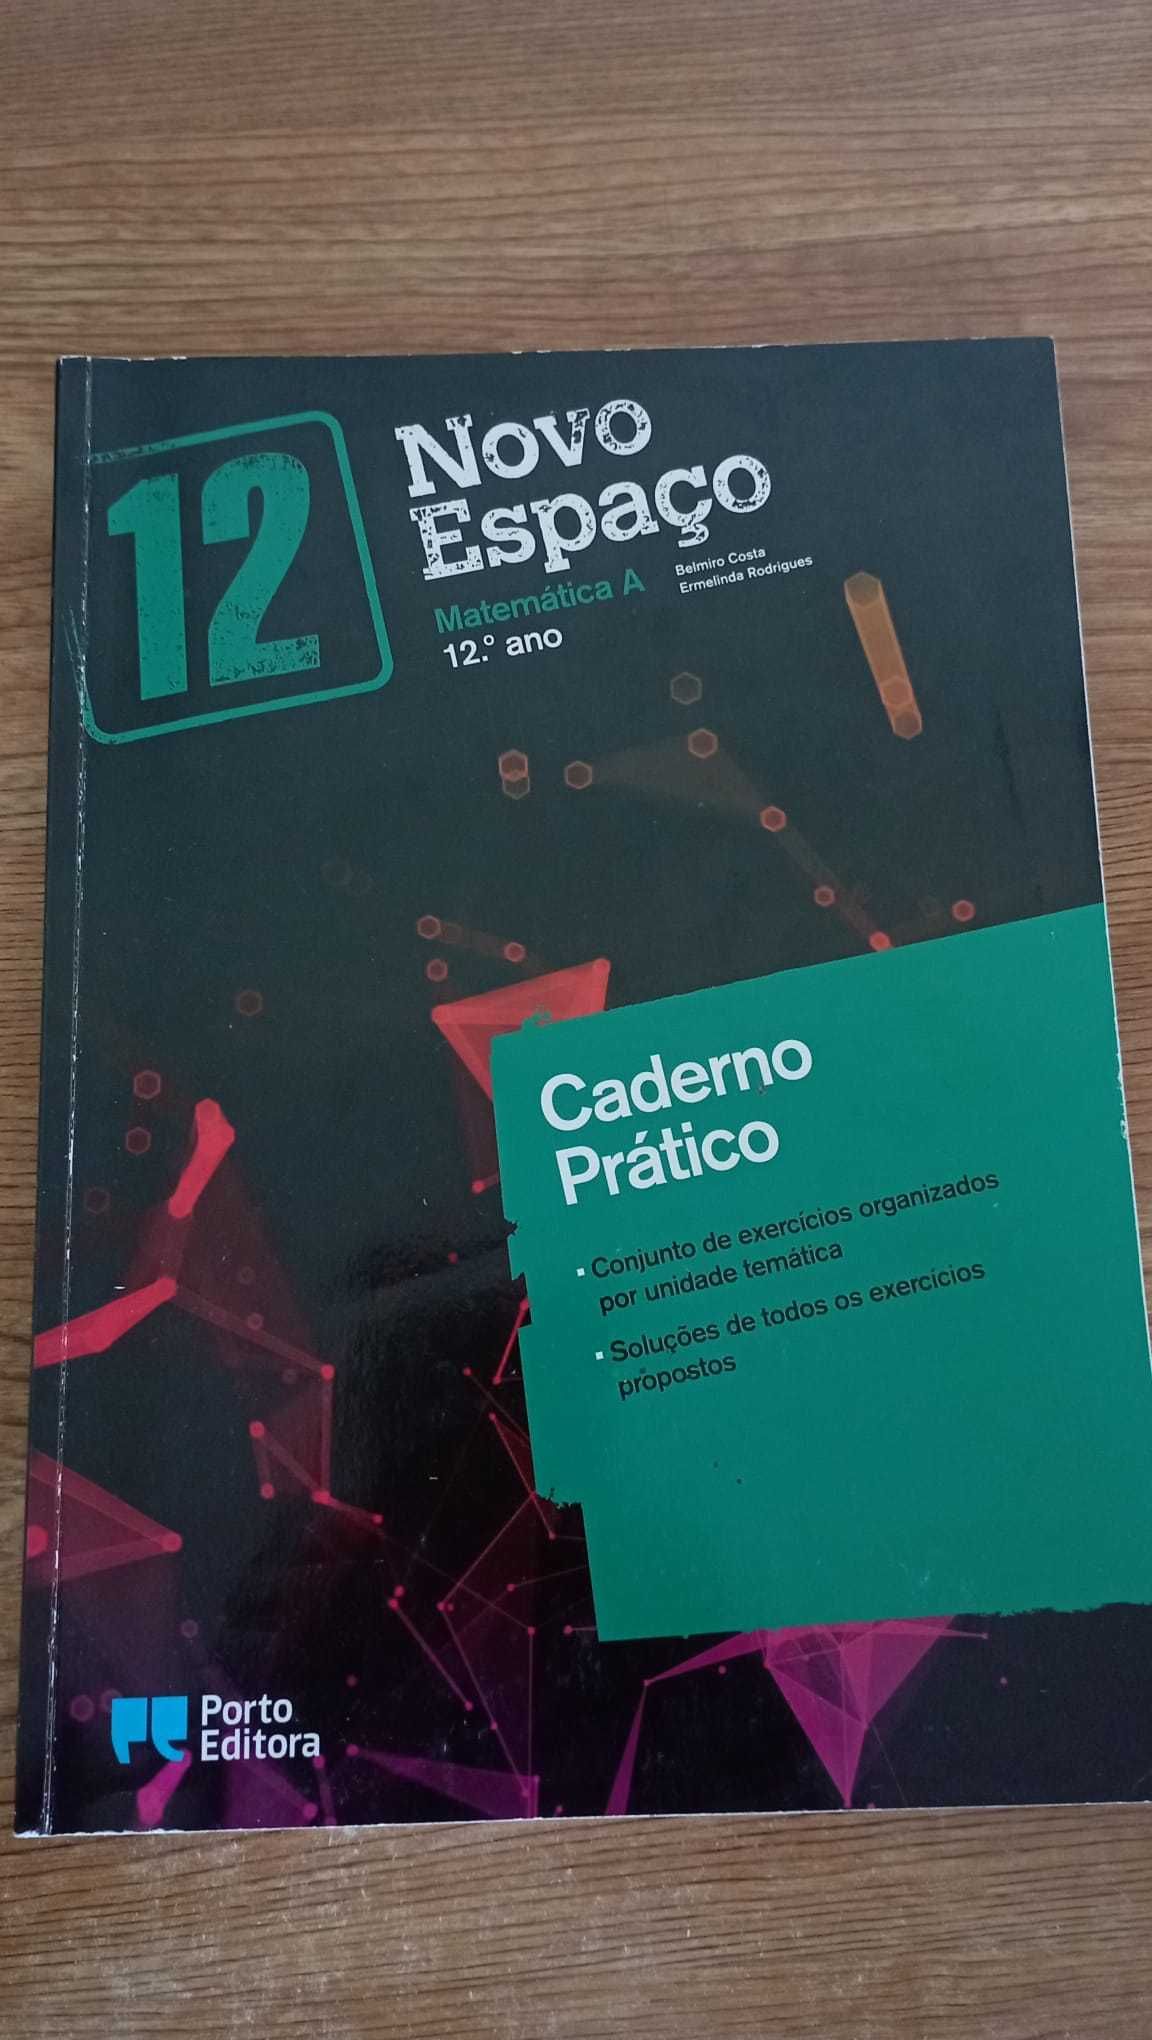 12
Novo
Espaço
Matemática A
12.º ano
Belmiro Costa
Ermelinda Rodrigues
Caderno
Prático
▪ Conjunto de exercícios organizados
por unidade temática
▪ Soluções de todos os exercícios
propostos
Porto
Editora